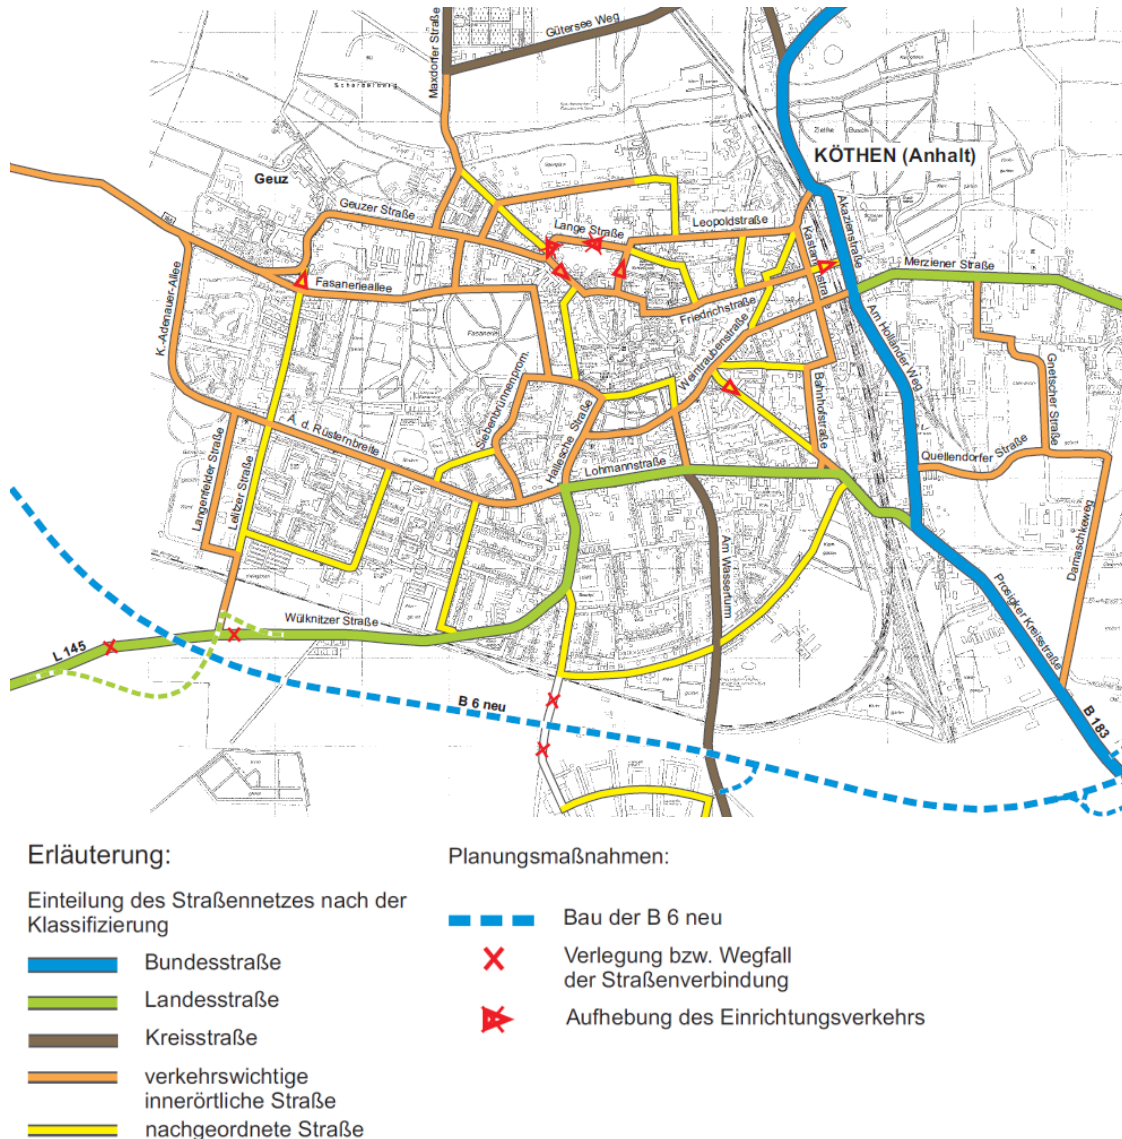 Gütersee Weg
Maxdorfer Straße
KÖTHEN (Anhalt)
Geuz
Geuzer Straße
Lange Straße
Leopoldstraße
Akazienstraße
Merziener Straße
Fasanerieallee
K.-Adenauer-Allee
Friedrichstraße
Am Holländer Weg
Fasanerie
Weintraubenstraße
Siebenbrünnenprom.
Bahnhofstraße
Gnetscher Straße
A. d. Rüsternbreite
Hallesche Straße
Langenfelder Straße
Lelitzer Straße
Lohmannstraße
Quellendorfer Straße
Am Wasserturm
Damaschkeweg
Prosigker Kreisstraße
Wülknitzer Straße
L 145
B 6 neu
B 183
Erläuterung:
Planungsmaßnahmen:
Einteilung des Straßennetzes nach der
Klassifizierung
Bau der B 6 neu
Bundesstraße
Verlegung bzw. Wegfall
der Straßenverbindung
Landesstraße
Aufhebung des Einrichtungsverkehrs
Kreisstraße
verkehrswichtige
innerörtliche Straße
nachgeordnete Straße